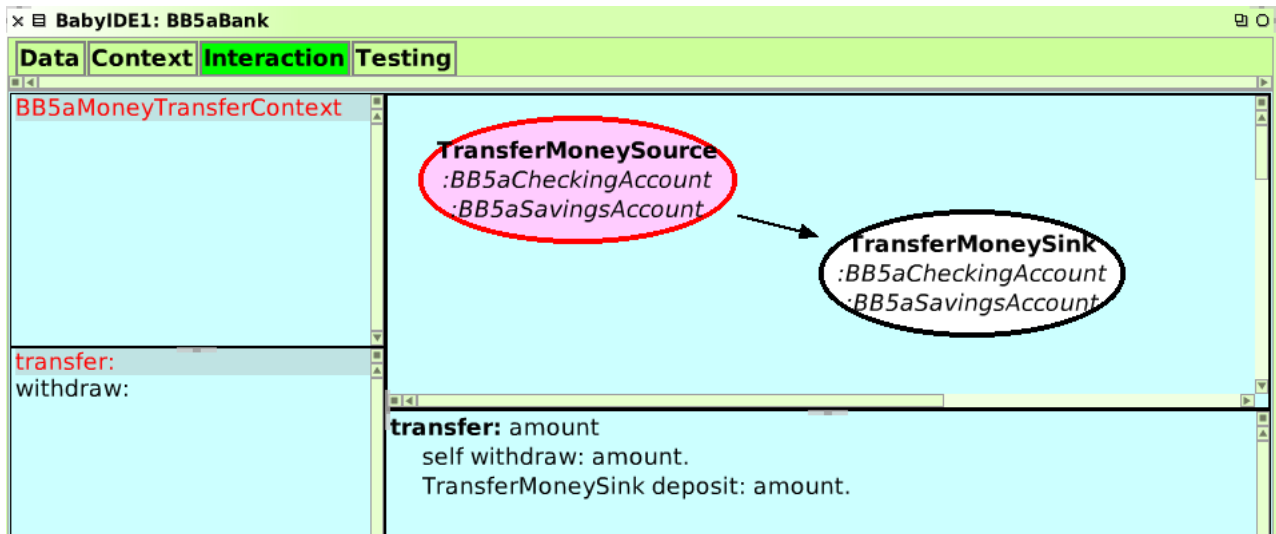 BabyIDE1: BB5aBank
Data Context Interaction Testing
BB5aMoneyTransferContext
TransferMoneySource
:BB5aCheckingAccount
:BB5aSavingsAccount
TransferMoneySink
:BB5aCheckingAccount
:BB5aSavingsAccount
transfer:
withdraw:
transfer: amount
self withdraw: amount.
TransferMoneySink deposit: amount.